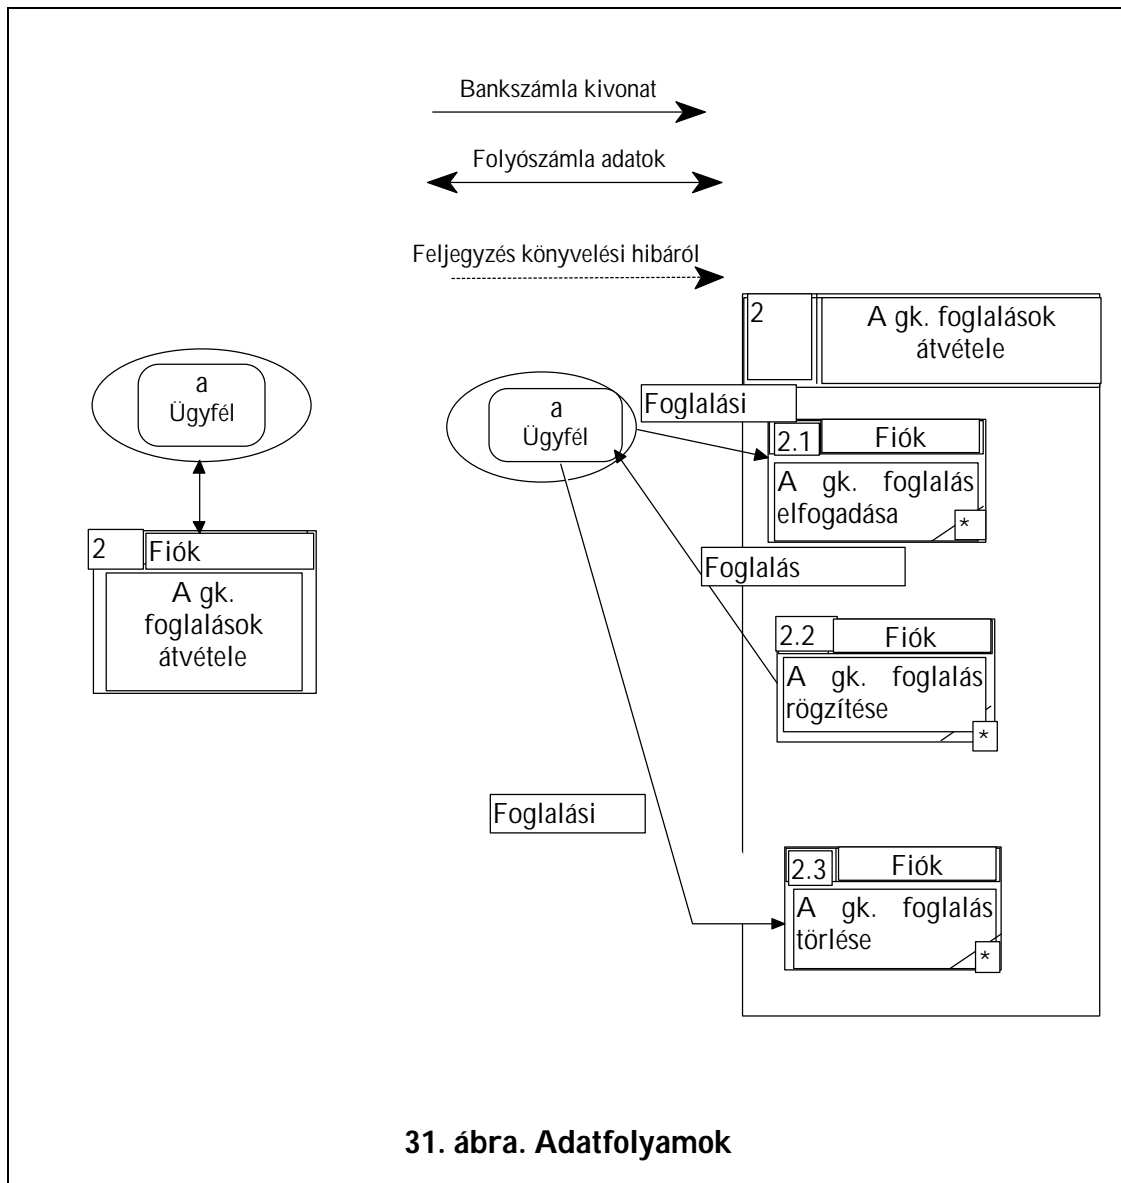 Bankszámla kivonat
Folyószámla adatok
Feljegyzés könyvelési hibáról
a
Ügyfél
2
Fiók
A gk.
foglalások
átvétele
a
Ügyfél
Foglalási
Foglalás
Foglalási
2
A gk. foglalások
átvétele
2.1
Fiók
A gk. foglalás
elfogadása
*
2.2
Fiók
A gk. foglalás
rögzítése
*
2.3
Fiók
A gk. foglalás
törlése
*
31. ábra. Adatfolyamok